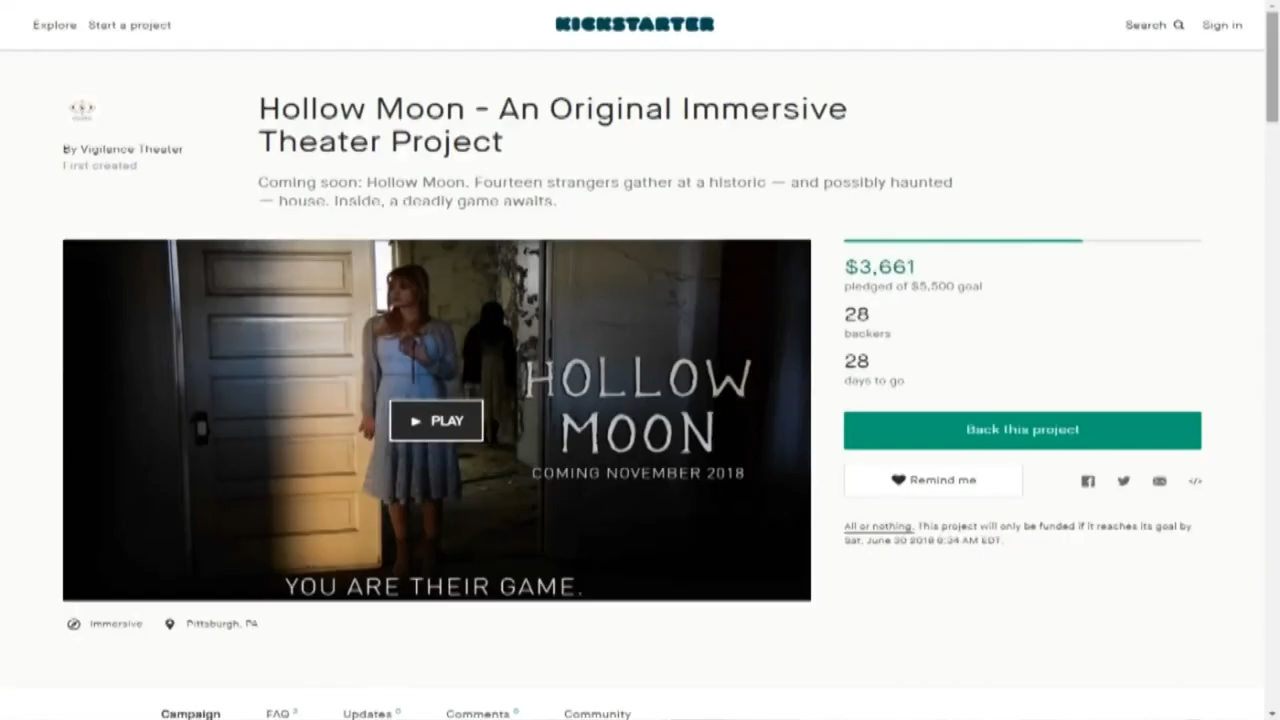 Explore Start a project KICKSTARTER Search Sign in
Hollow Moon - An Original Immersive
Theater Project
By Vigilance Theater
First created
Coming soon: Hollow Moon. Fourteen strangers gather at a historic — and possibly haunted
— house. Inside, a deadly game awaits.
HOLLOW
MOON
COMING NOVEMBER 2018
PLAY
YOU ARE THEIR GAME.
$3,661
pledged of $5,500 goal
28
backers
28
days to go
Back this project
Remind me
All or nothing. This project will only be funded if it reaches its goal by
Sat, June 30 2018 8:34 AM EDT.
Immersive Pittsburgh, PA
Campaign FAQ Updates 0 Comments 0 Community